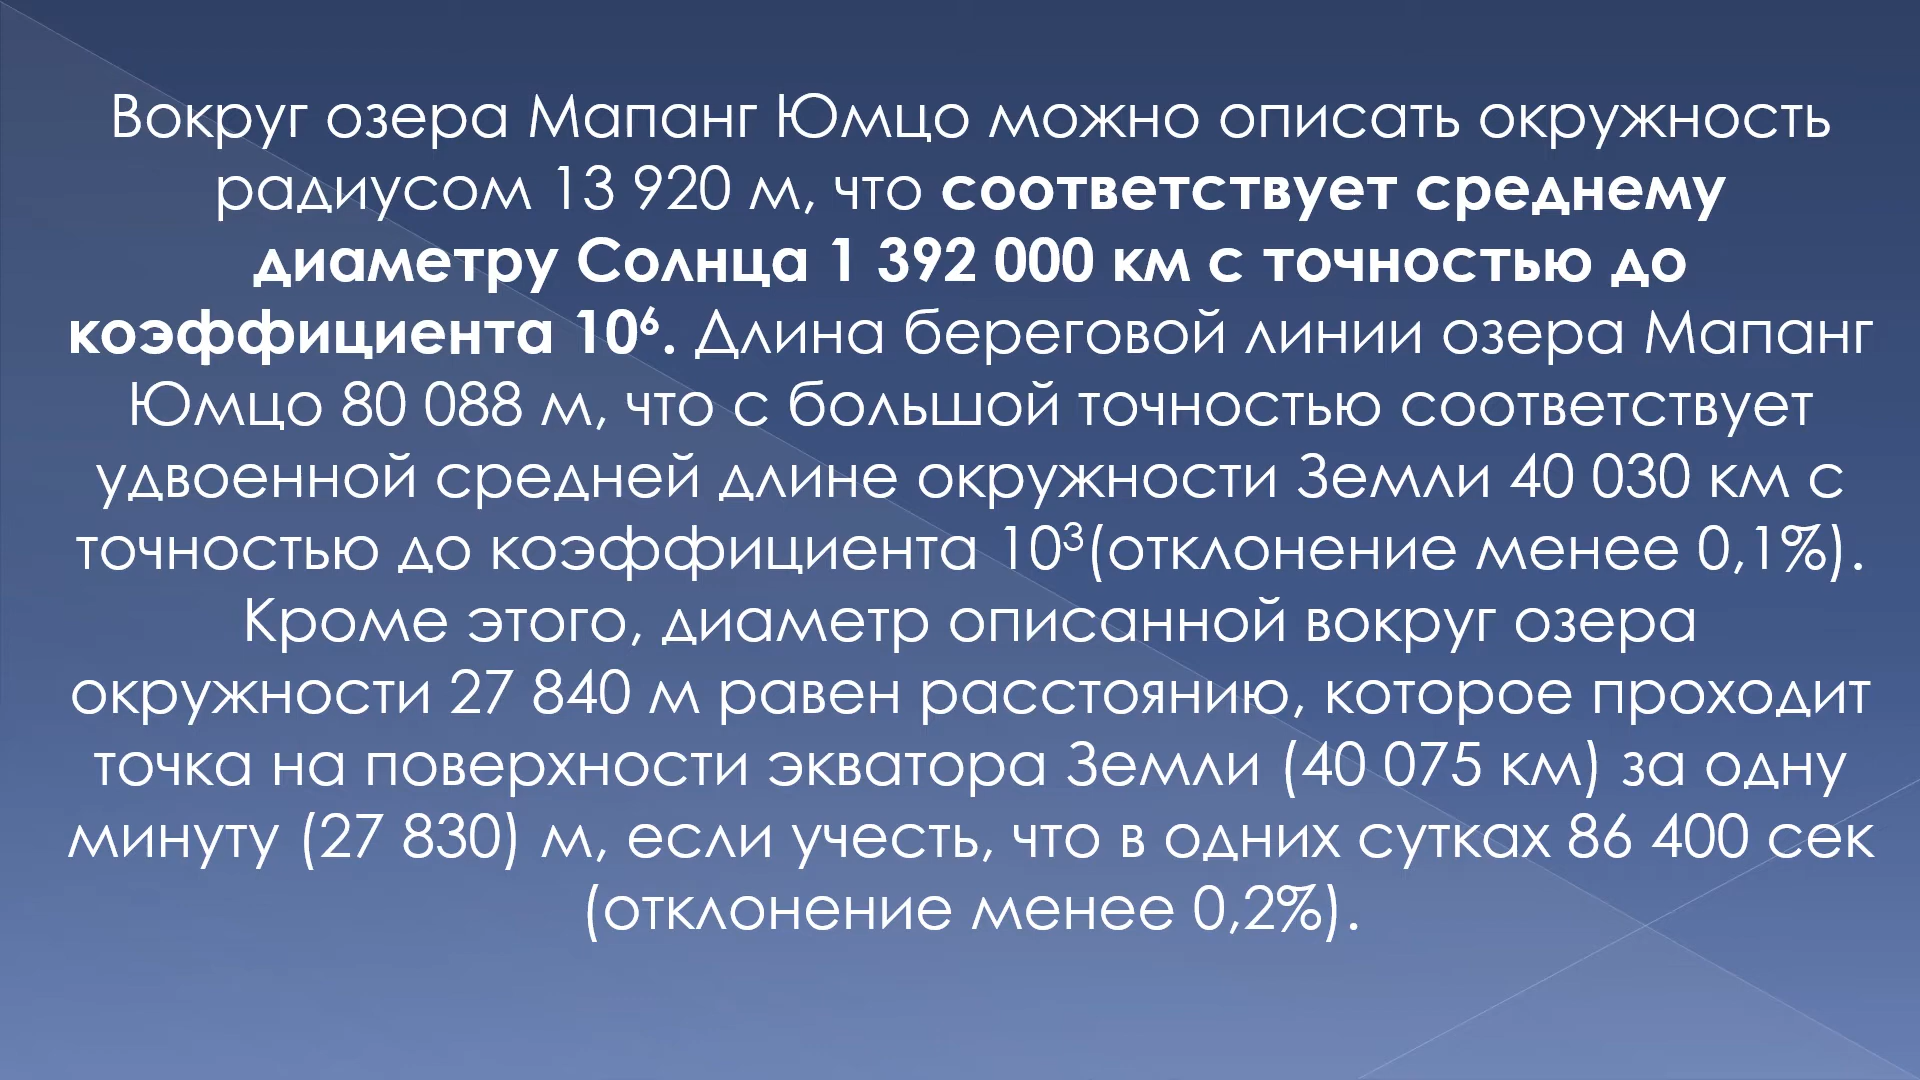 Вокруг озера Мапанг Юмцо можно описать окружность
радиусом 13 920 м, что соответствует среднему
диаметру Солнца 1 392 000 км с точностью до
коэффициента 10⁶. Длина береговой линии озера Мапанг
Юмцо 80 088 м, что с большой точностью соответствует
удвоенной средней длине окружности Земли 40 030 км с
точностью до коэффициента 10³(отклонение менее 0,1%).
Кроме этого, диаметр описанной вокруг озера
окружности 27 840 м равен расстоянию, которое проходит
точка на поверхности экватора Земли (40 075 км) за одну
минуту (27 830) м, если учесть, что в одних сутках 86 400 сек
(отклонение менее 0,2%).